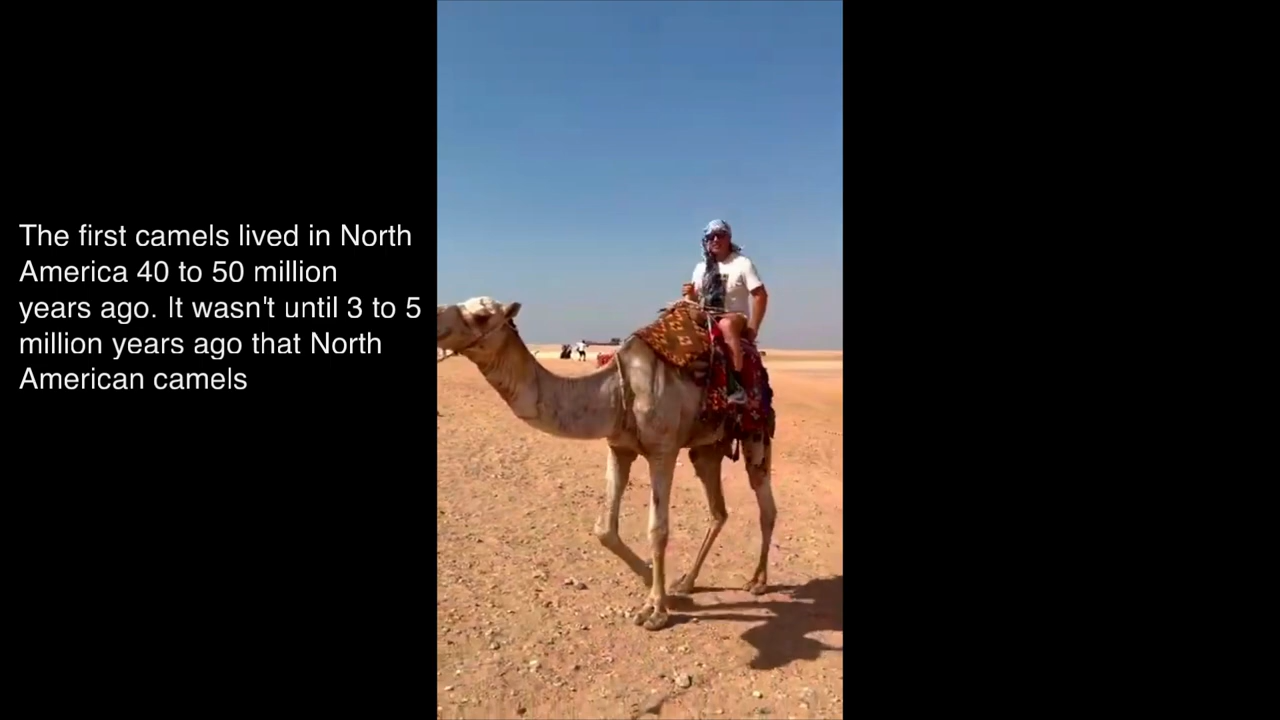 The first camels lived in North
America 40 to 50 million
years ago. It wasn't until 3 to 5
million years ago that North
American camels